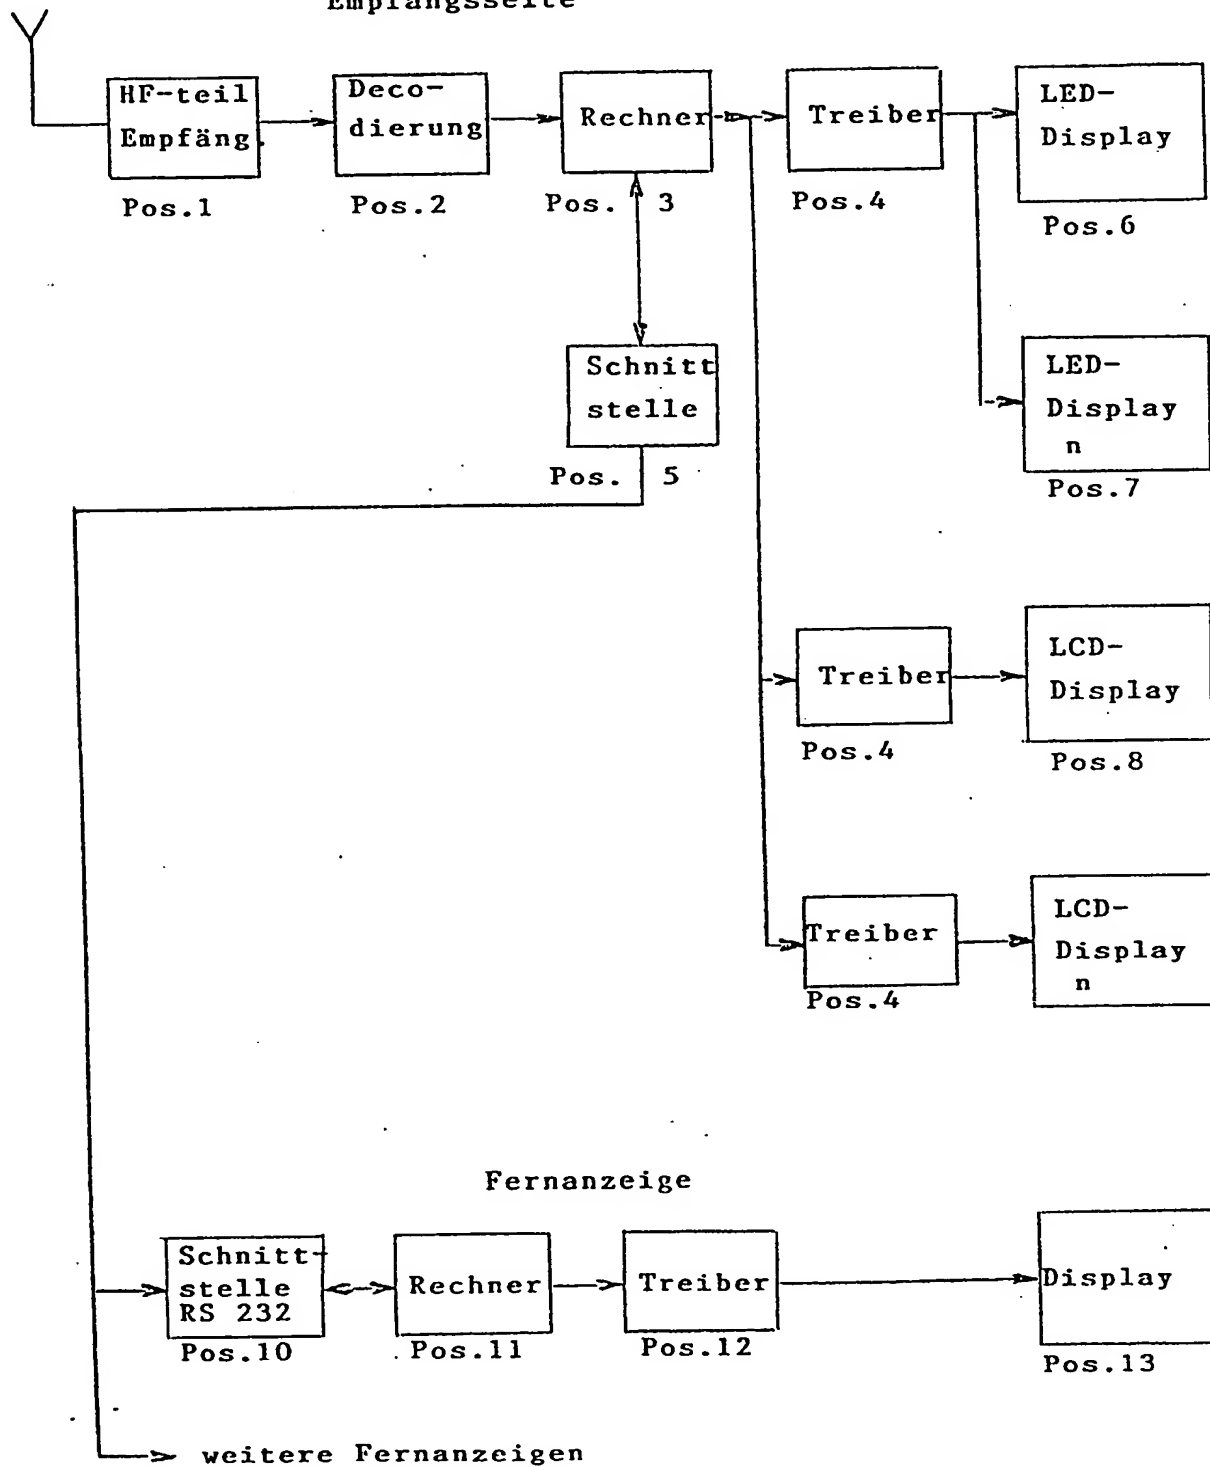 Empfangsseite
HF-teil
Empfäng.
Pos.1
Deco-
dierung
Pos.2
Rechner
Pos. 3
Treiber
Pos.4
LED-
Display
Pos.6
Schnitt
stelle
Pos. 5
LED-
Display
n
Pos.7
Treiber
Pos.4
LCD-
Display
Pos.8
Treiber
Pos.4
LCD-
Display
n
Fernanzeige
Schnitt-
stelle
RS 232
Pos.10
Rechner
Pos.11
Treiber
Pos.12
Display
Pos.13
weitere Fernanzeigen